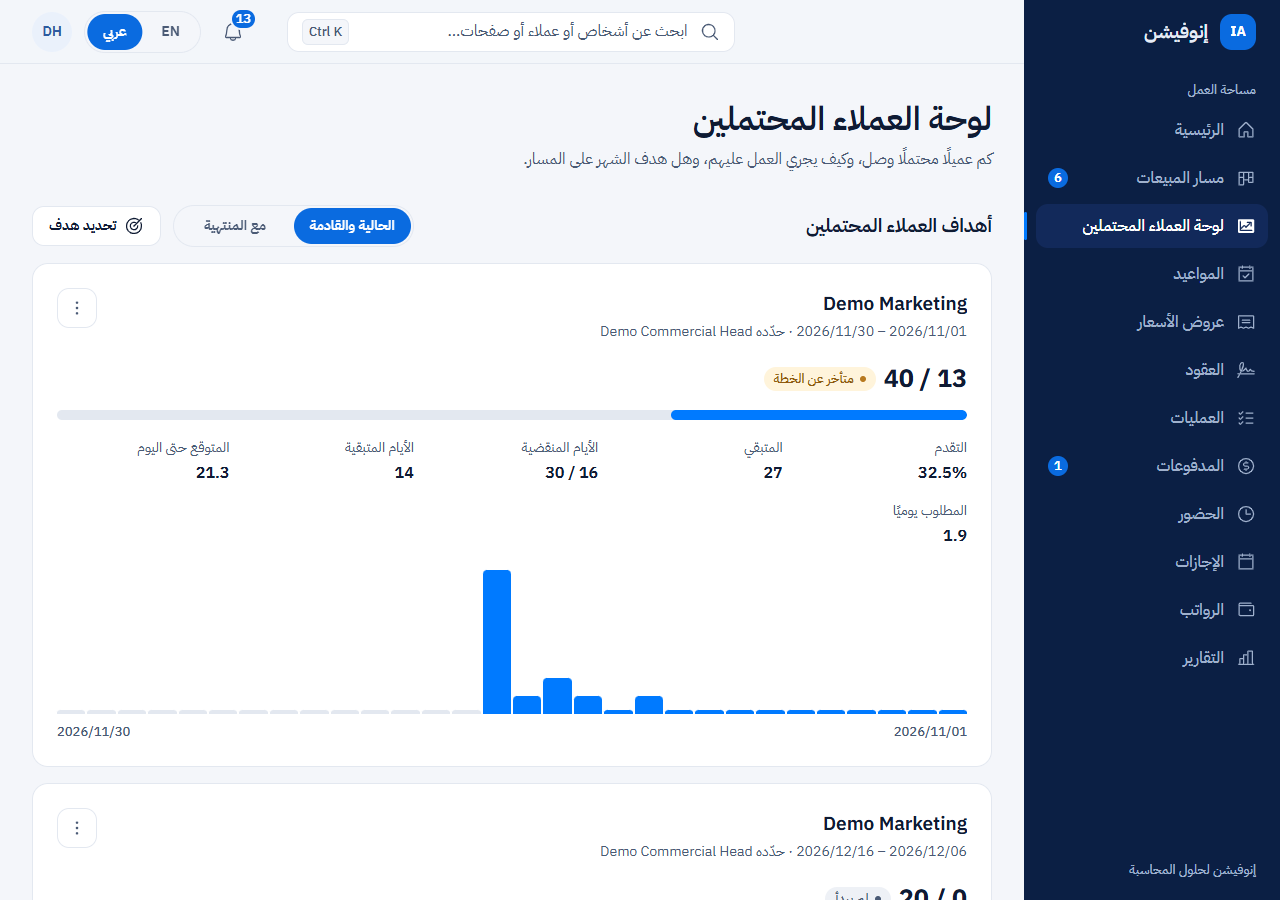 IA
إنوفيشن
مساحة العمل
الرئيسية
مسار المبيعات
6
لوحة العملاء المحتملين
المواعيد
عروض الأسعار
العقود
العمليات
المدفوعات
1
الحضور
الإجازات
الرواتب
التقارير
إنوفيشن لحلول المحاسبة
ابحث عن أشخاص أو عملاء أو صفحات...
Ctrl K
13
EN
عربي
DH
لوحة العملاء المحتملين
كم عميلًا محتملًا وصل، وكيف يجري العمل عليهم، وهل هدف الشهر على المسار.
أهداف العملاء المحتملين
الحالية والقادمة
مع المنتهية
تحديد هدف
Demo Marketing
2026/11/01 – 2026/11/30 · حدّده Demo Commercial Head
13 / 40
متأخر عن الخطة
التقدم
32.5%
المتبقي
27
الأيام المنقضية
16 / 30
الأيام المتبقية
14
المتوقع حتى اليوم
21.3
المطلوب يوميًا
1.9
2026/11/01
2026/11/30
Demo Marketing
2026/12/06 – 2026/12/16 · حدّده Demo Commercial Head
0 / 20
لم يبدأ